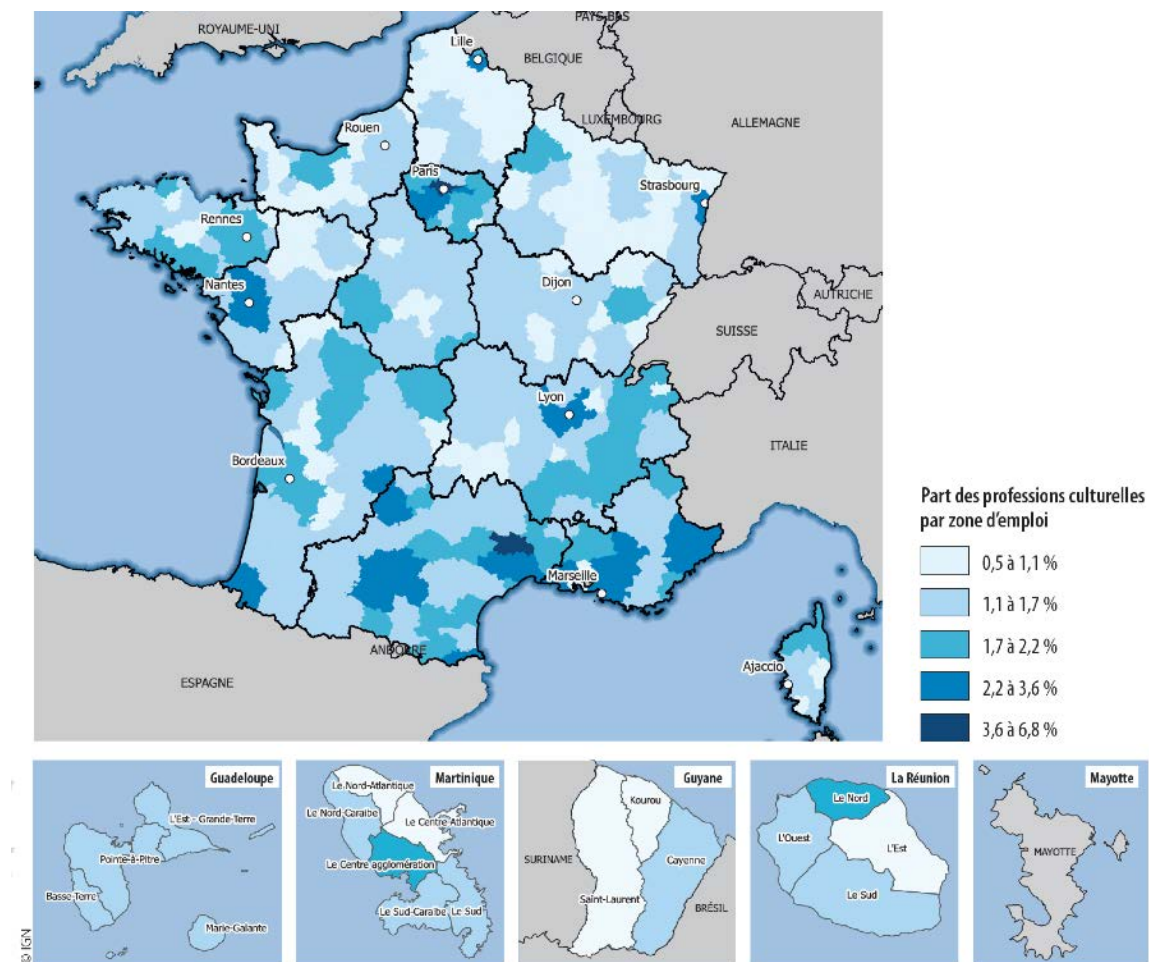 ROYAUME-UNI
PAYS-BAS
Lille
BELGIQUE
LUXEMBOURG
ALLEMAGNE
Rouen
Paris
Strasbourg
Rennes
Nantes
Dijon
AUTRICHE
SUISSE
Lyon
ITALIE
Bordeaux
Marseille
ANDORRE
ESPAGNE
Ajaccio
Part des professions culturelles
par zone d'emploi
0,5 à 1,1 %
1,1 à 1,7 %
1,7 à 2,2 %
2,2 à 3,6 %
3,6 à 6,8 %
Guadeloupe
L'Est - Grande-Terre
Pointe-à-Pitre
Basse-Terre
Marie-Galante
Martinique
Le Nord-Atlantique
Le Nord-Caraïbe
Le Centre Atlantique
Le Centre agglomération
Le Sud-Caraïbe
Le Sud
Guyane
Kourou
SURINAME
Cayenne
Saint-Laurent
BRÉSIL
La Réunion
Le Nord
L'Ouest
L'Est
Le Sud
Mayotte
MAYOTTE
© IGN